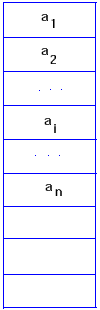 a1
a2
. . .
ai
. . .
an